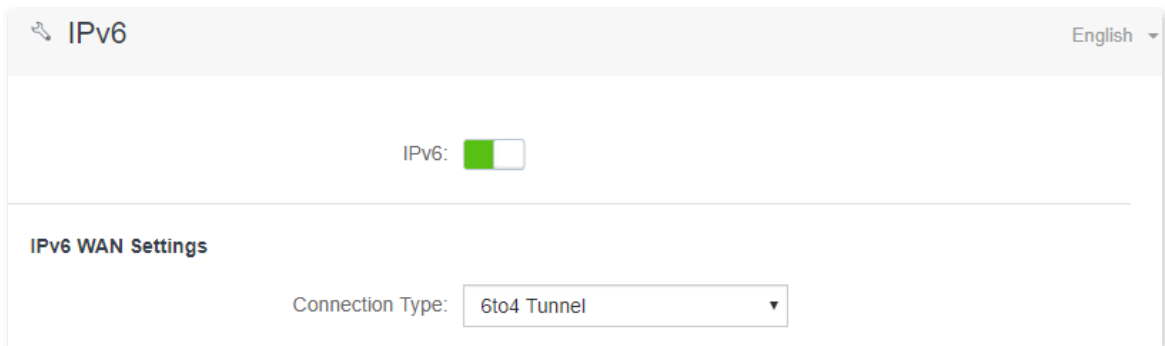 IPv6
English
IPv6:
IPv6 WAN Settings
Connection Type: 6to4 Tunnel